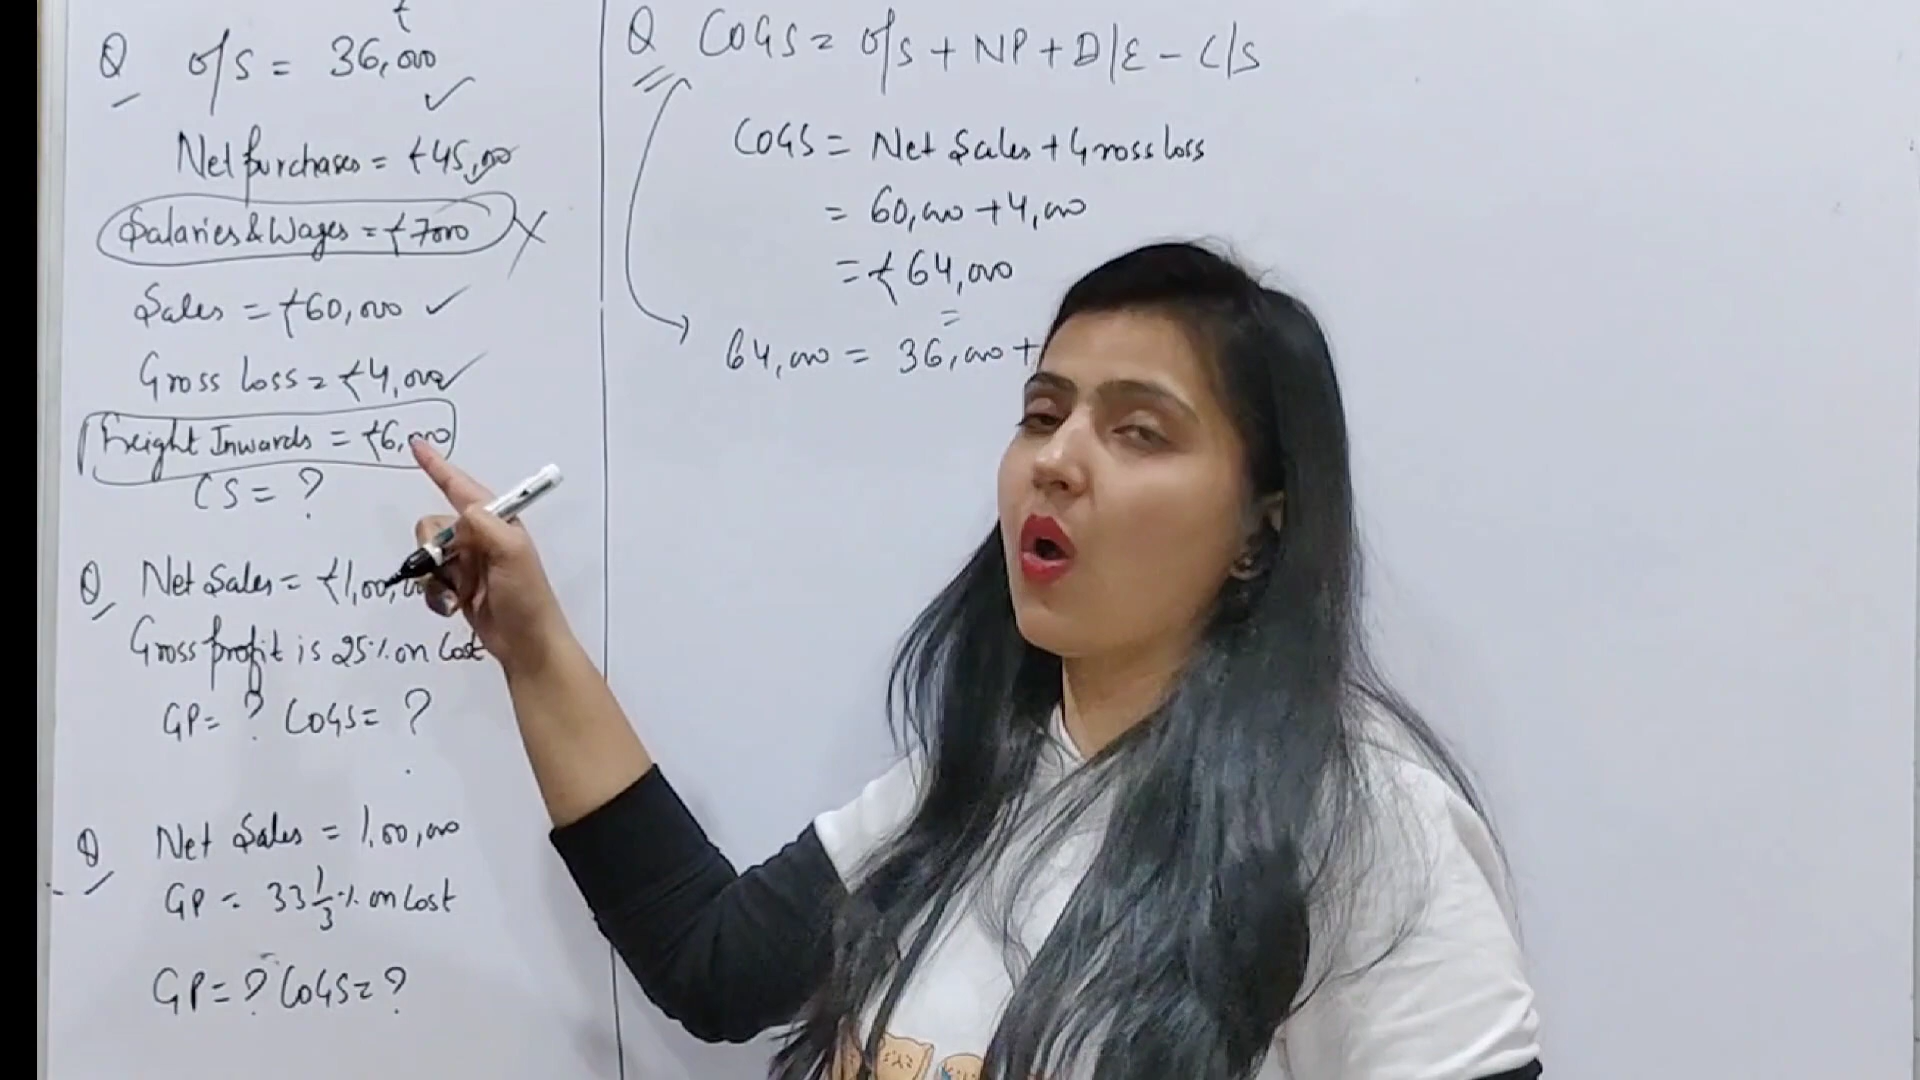 Q O/S = ₹36,000
Net purchases = ₹45,000
Salaries & Wages = ₹7000
Sales = ₹60,000
Gross loss = ₹4,000
Freight Inwards = ₹6,000
CS = ?
Q Net Sales = ₹1,00,000
Gross profit is 25% on Cost
GP = ? COGS = ?
Q Net Sales = 1,00,000
GP = 33 1/3 % on Cost
GP = ? COGS = ?
Q COGS = O/S + NP + D/E - C/S
COGS = Net Sales + Gross loss
= 60,000 + 4,000
= ₹64,000
64,000 = 36,000 +